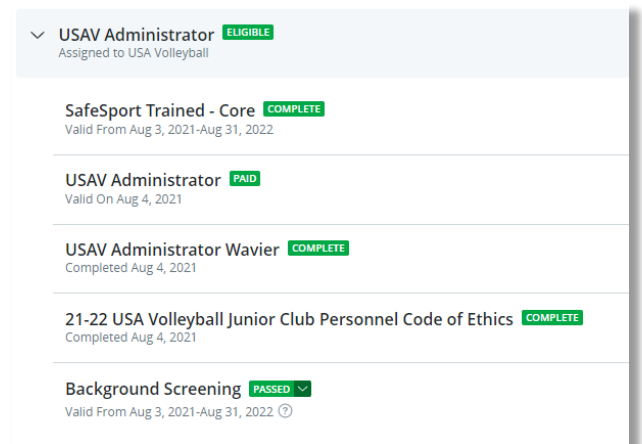 USAV Administrator ELIGIBLE
Assigned to USA Volleyball
SafeSport Trained - Core COMPLETE
Valid From Aug 3, 2021-Aug 31, 2022
USAV Administrator PAID
Valid On Aug 4, 2021
USAV Administrator Wavier COMPLETE
Completed Aug 4, 2021
21-22 USA Volleyball Junior Club Personnel Code of Ethics COMPLETE
Completed Aug 4, 2021
Background Screening PASSED
Valid From Aug 3, 2021-Aug 31, 2022 ?